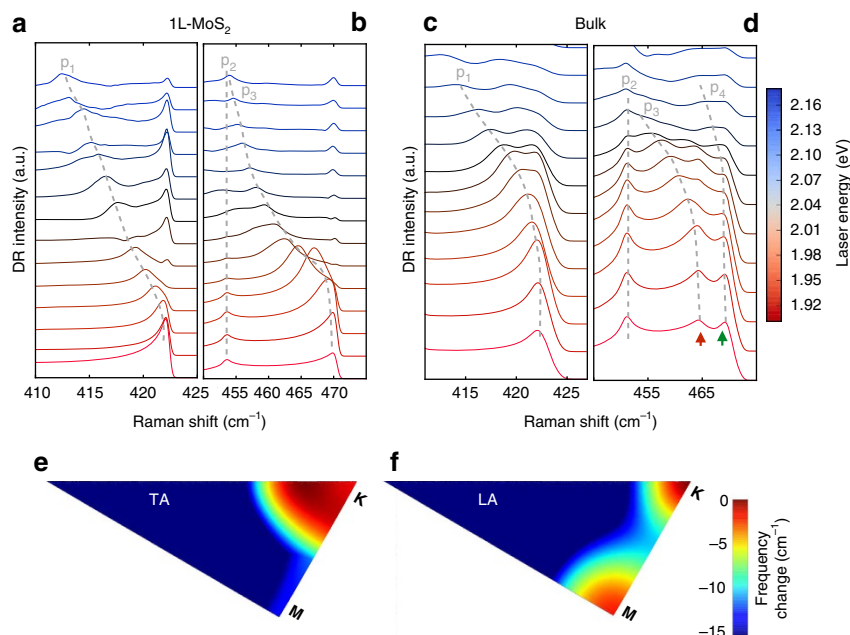 a 1L-MoS2 b
c Bulk d
p1
p2
p3
DR intensity (a.u.)
410 415 420 425
455 460 465 470
Raman shift (cm−1)
p1
p2
p3
p4
DR intensity (a.u.)
415 420 425
455 465
Raman shift (cm−1)
2.16
2.13
2.10
2.07
2.04
2.01
1.98
1.95
1.92
Laser energy (eV)
e TA K M
f LA K M
0
−5
−10
−15
Frequency
change (cm−1)